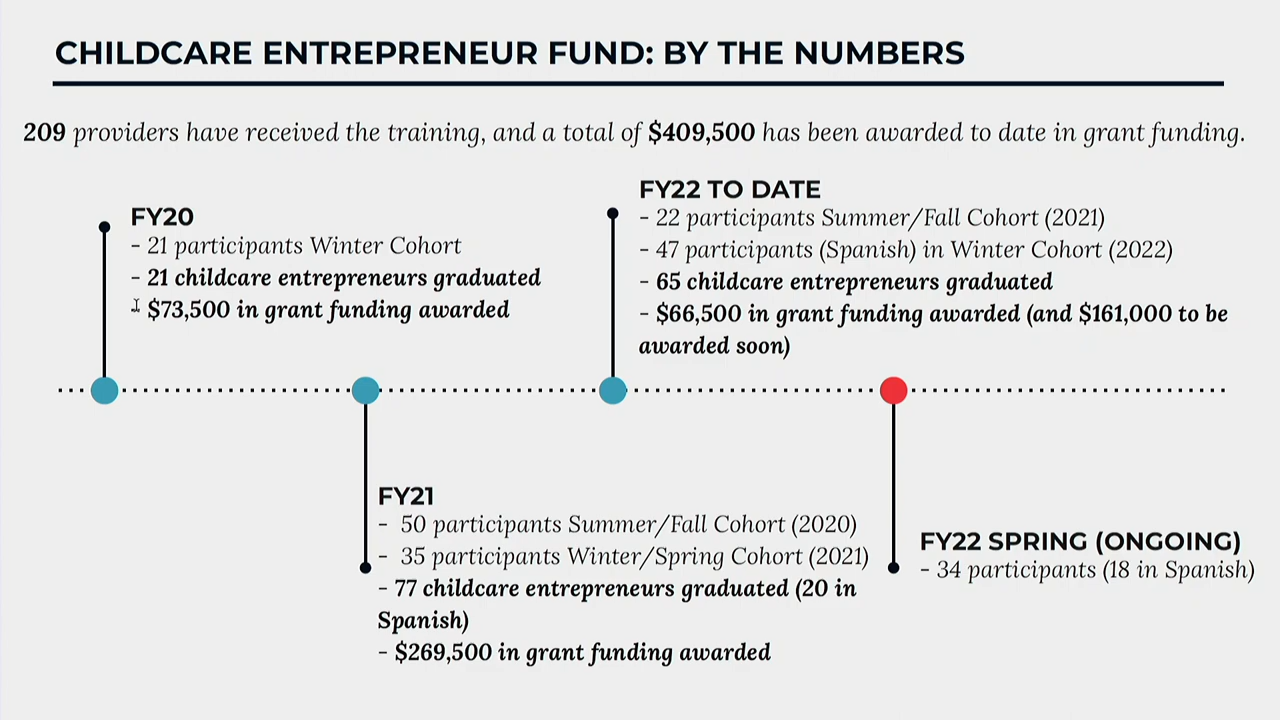 CHILDCARE ENTREPRENEUR FUND: BY THE NUMBERS
209 providers have received the training, and a total of $409,500 has been awarded to date in grant funding.
FY20
- 21 participants Winter Cohort
- 21 childcare entrepreneurs graduated
- $73,500 in grant funding awarded
FY22 TO DATE
- 22 participants Summer/Fall Cohort (2021)
- 47 participants (Spanish) in Winter Cohort (2022)
- 65 childcare entrepreneurs graduated
- $66,500 in grant funding awarded (and $161,000 to be
awarded soon)
FY21
- 50 participants Summer/Fall Cohort (2020)
- 35 participants Winter/Spring Cohort (2021)
- 77 childcare entrepreneurs graduated (20 in
Spanish)
- $269,500 in grant funding awarded
FY22 SPRING (ONGOING)
- 34 participants (18 in Spanish)